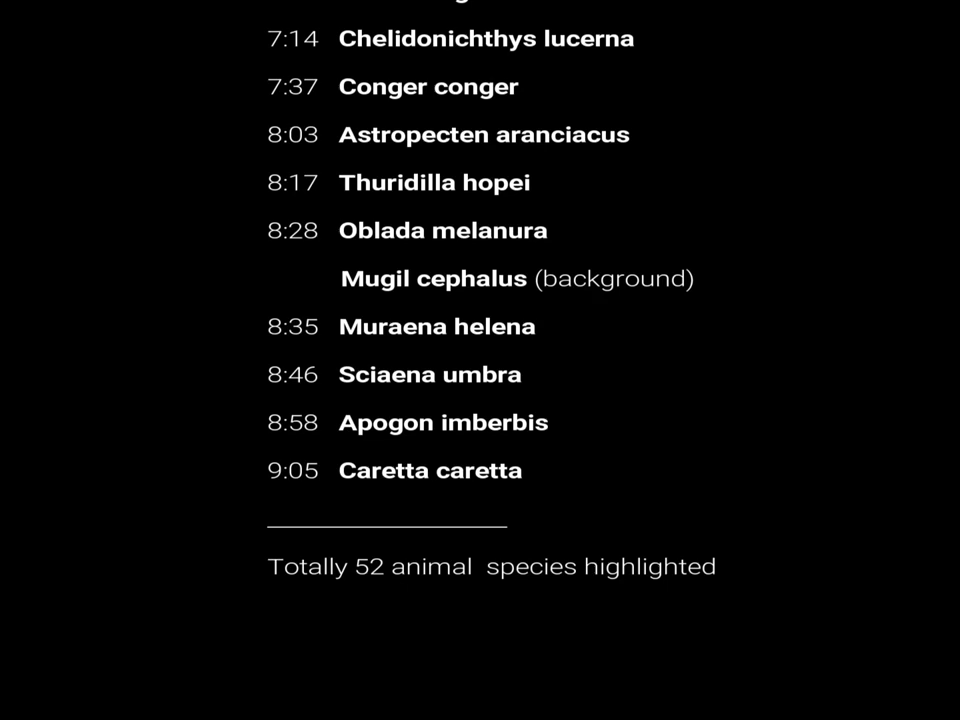 7:14 Chelidonichthys lucerna
7:37 Conger conger
8:03 Astropecten aranciacus
8:17 Thuridilla hopei
8:28 Oblada melanura
Mugil cephalus (background)
8:35 Muraena helena
8:46 Sciaena umbra
8:58 Apogon imberbis
9:05 Caretta caretta
Totally 52 animal species highlighted